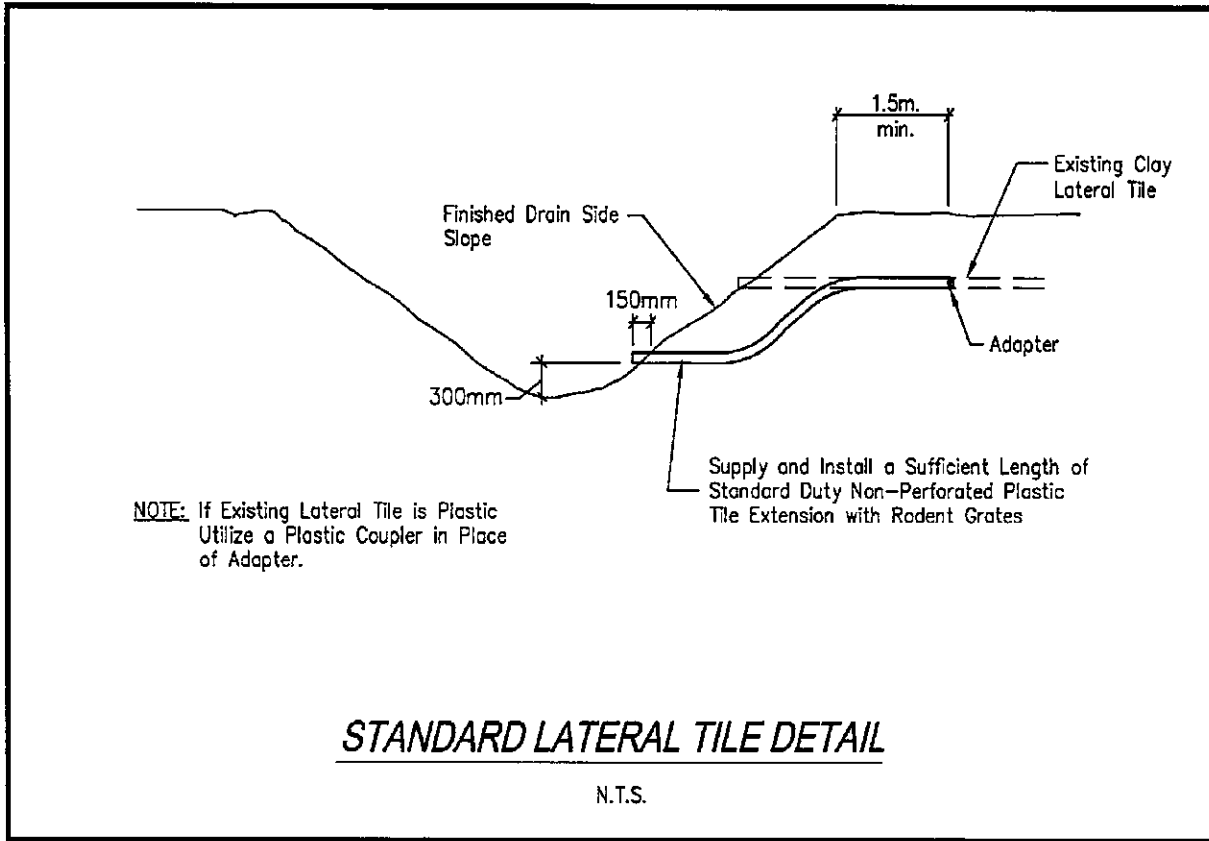 1.5m.
min.
Existing Clay
Lateral Tile
Finished Drain Side
Slope
150mm
Adapter
300mm
Supply and Install a Sufficient Length of
Standard Duty Non-Perforated Plastic
Tile Extension with Rodent Grates
NOTE: If Existing Lateral Tile is Plastic
Utilize a Plastic Coupler in Place
of Adapter.
STANDARD LATERAL TILE DETAIL
N.T.S.